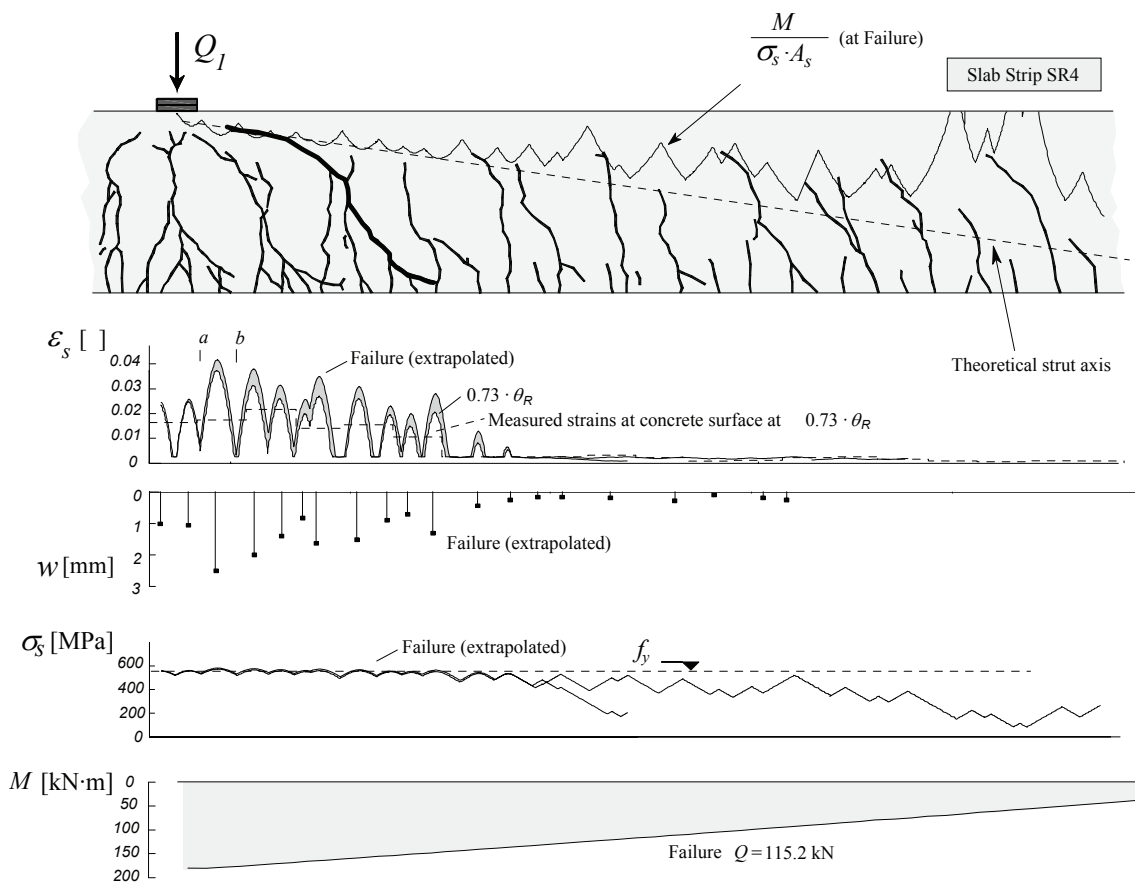 Q1
M
σs · As
(at Failure)
Slab Strip SR4
εs [ ]
a
b
Failure (extrapolated)
Theoretical strut axis
0.04
0.03
0.02
0.01
0
0.73 · θR
Measured strains at concrete surface at 0.73 · θR
0
1
2
3
w [mm]
Failure (extrapolated)
σs [MPa]
Failure (extrapolated)
fy
600
400
200
0
M [kN·m]
0
50
100
150
200
Failure Q = 115.2 kN